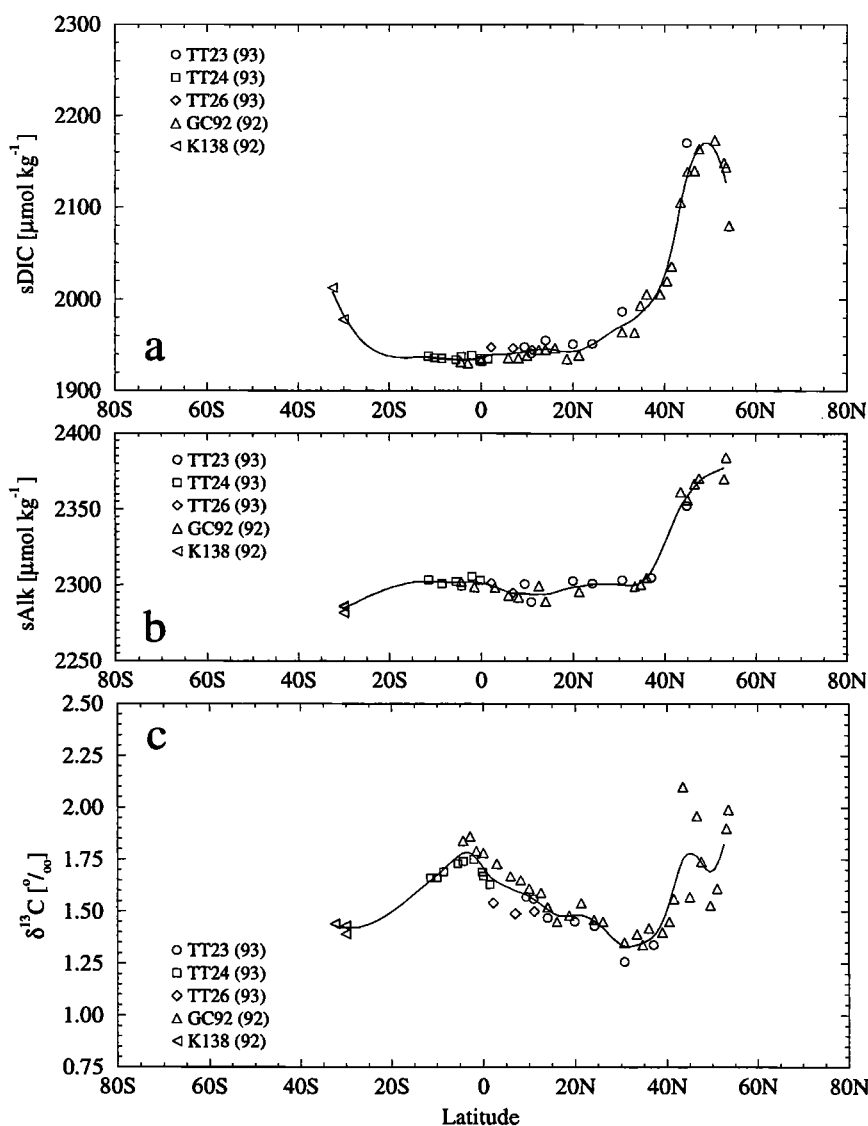 2300
2200
2100
2000
1900
sDIC [µmol kg⁻¹]
TT23 (93)
TT24 (93)
TT26 (93)
GC92 (92)
K138 (92)
a
80S 60S 40S 20S 0 20N 40N 60N 80N
2400
2350
2300
2250
sAlk [µmol kg⁻¹]
TT23 (93)
TT24 (93)
TT26 (93)
GC92 (92)
K138 (92)
b
80S 60S 40S 20S 0 20N 40N 60N 80N
2.50
2.25
2.00
1.75
1.50
1.25
1.00
0.75
δ¹³C [°/₀₀]
c
TT23 (93)
TT24 (93)
TT26 (93)
GC92 (92)
K138 (92)
80S 60S 40S 20S 0 20N 40N 60N 80N
Latitude